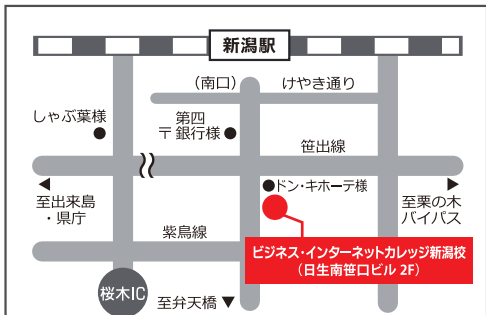 新潟駅
(南口)
けやき通り
しゃぶ葉様
第四
〒銀行様
笹出線
ドン・キホーテ様
至出来島
・県庁
至栗の木
バイパス
紫鳥線
ビジネス・インターネットカレッジ新潟校
(日生南笹口ビル 2F)
桜木IC
至弁天橋▼